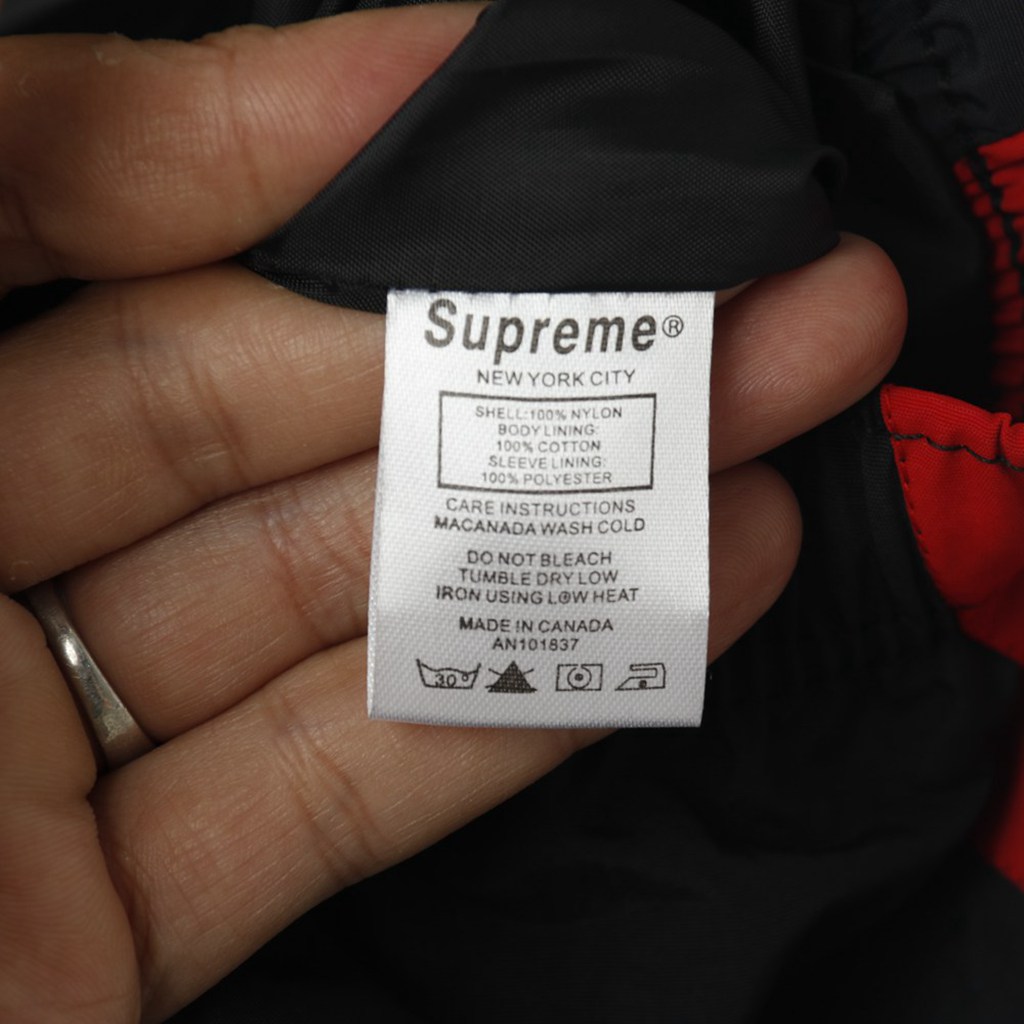 Supreme®
NEW YORK CITY
SHELL:100% NYLON
BODY LINING:
100% COTTON
SLEEVE LINING:
100% POLYESTER
CARE INSTRUCTIONS
MACANADA WASH COLD
DO NOT BLEACH
TUMBLE DRY LOW
IRON USING LOW HEAT
MADE IN CANADA
AN101837
30°